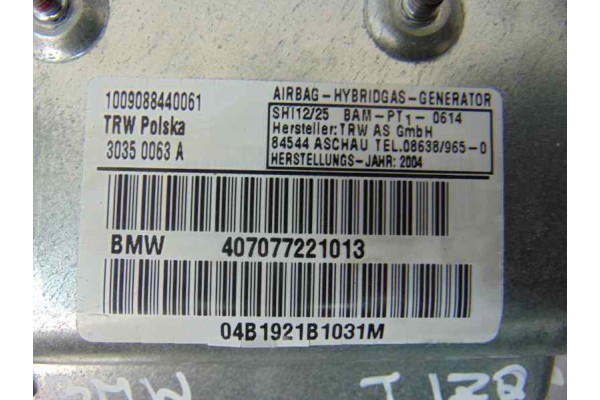 1009088440061
TRW Polska
3035 0063 A
AIRBAG-HYBRIDGAS-GENERATOR
SHI12/25 BAM-PT1-0614
Hersteller:TRW AS GmbH
84544 ASCHAU TEL.08638/965-0
HERSTELLUNGS-JAHR: 2004
BMW 407077221013
04B1921B1031M